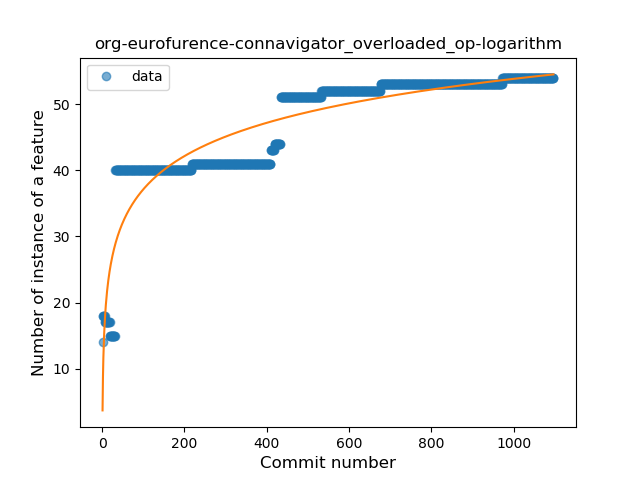 org-eurofurence-connavigator_overloaded_op-logarithm
data
Number of instance of a feature
50
40
30
20
10
0 200 400 600 800 1000
Commit number